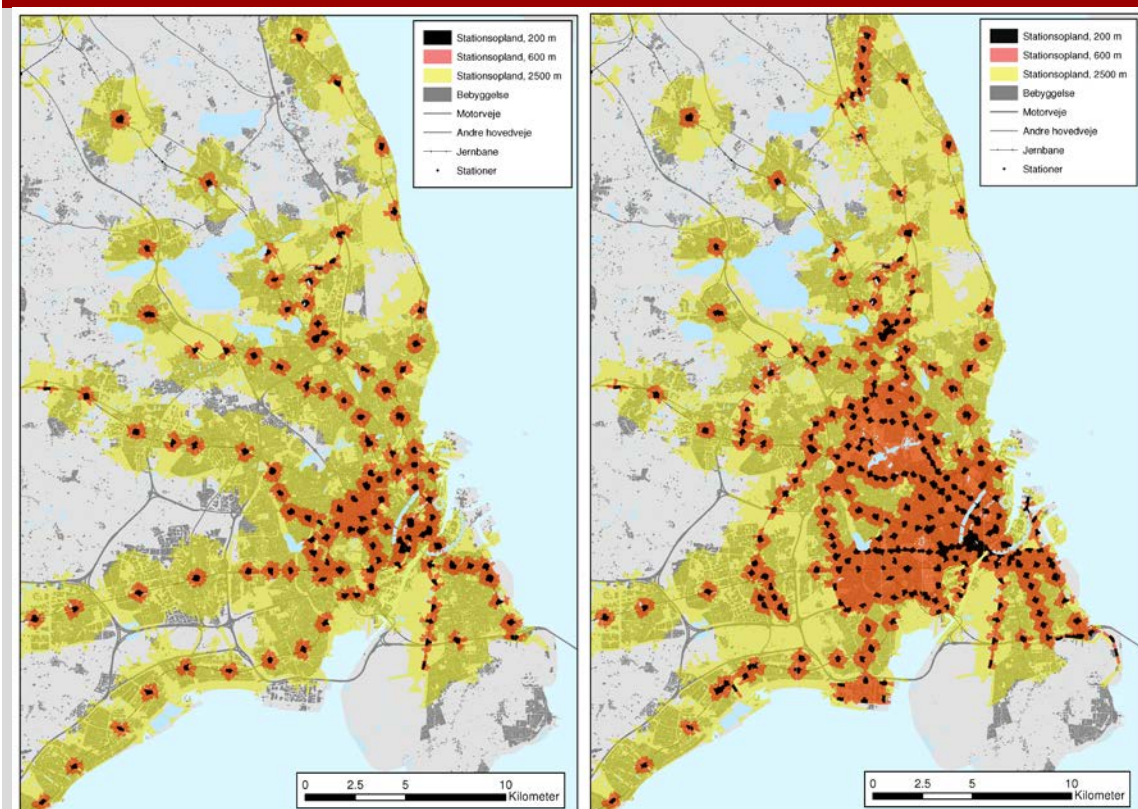 Stationsopland, 200 m
Stationsopland, 600 m
Stationsopland, 2500 m
Bebyggelse
Motorveje
Andre hovedveje
Jernbane
Stationer
0 2.5 5 10
Kilometer
Stationsopland, 200 m
Stationsopland, 600 m
Stationsopland, 2500 m
Bebyggelse
Motorveje
Andre hovedveje
Jernbane
Stationer
0 2.5 5 10
Kilometer